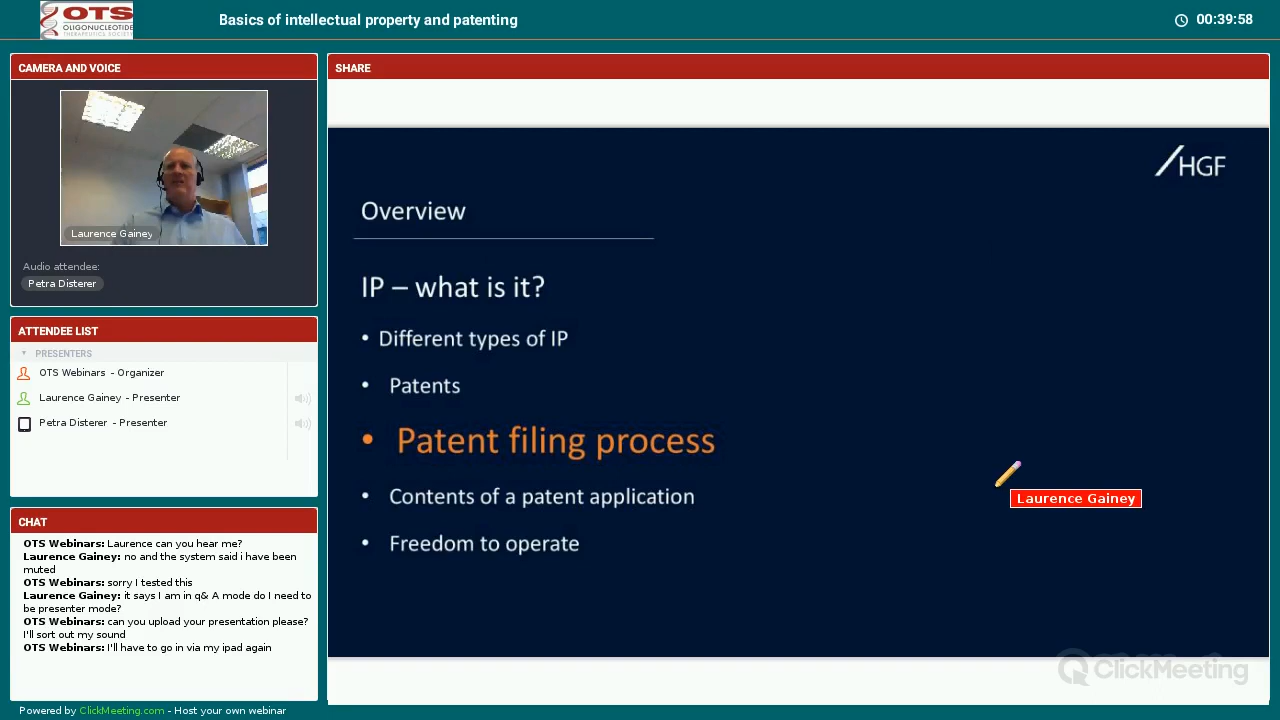 OTS
OLIGONUCLEOTIDE
THERAPEUTICS SOCIETY
Basics of intellectual property and patenting
00:39:58
CAMERA AND VOICE
Laurence Gainey
Audio attendee:
Petra Disterer
ATTENDEE LIST
PRESENTERS
OTS Webinars - Organizer
Laurence Gainey - Presenter
Petra Disterer - Presenter
CHAT
OTS Webinars: Laurence can you hear me?
Laurence Gainey: no and the system said i have been
muted
OTS Webinars: sorry I tested this
Laurence Gainey: it says I am in q& A mode do I need to
be presenter mode?
OTS Webinars: can you upload your presentation please?
I'll sort out my sound
OTS Webinars: I'll have to go in via my ipad again
Powered by ClickMeeting.com - Host your own webinar
SHARE
HGF
Overview
IP – what is it?
• Different types of IP
• Patents
• Patent filing process
• Contents of a patent application
• Freedom to operate
Laurence Gainey
ClickMeeting